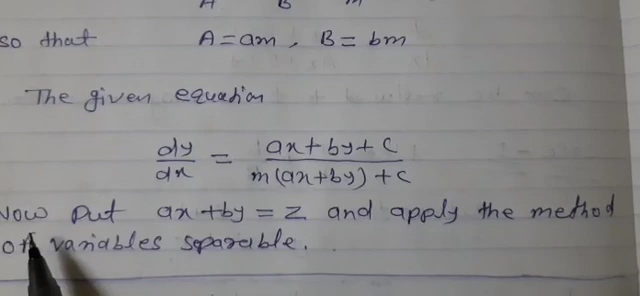 A B m
so that A = am , B = bm
The given equation
dy/dx = ax+by+c / m(ax+by)+c
Now put ax+by = z and apply the method
of variables separable.